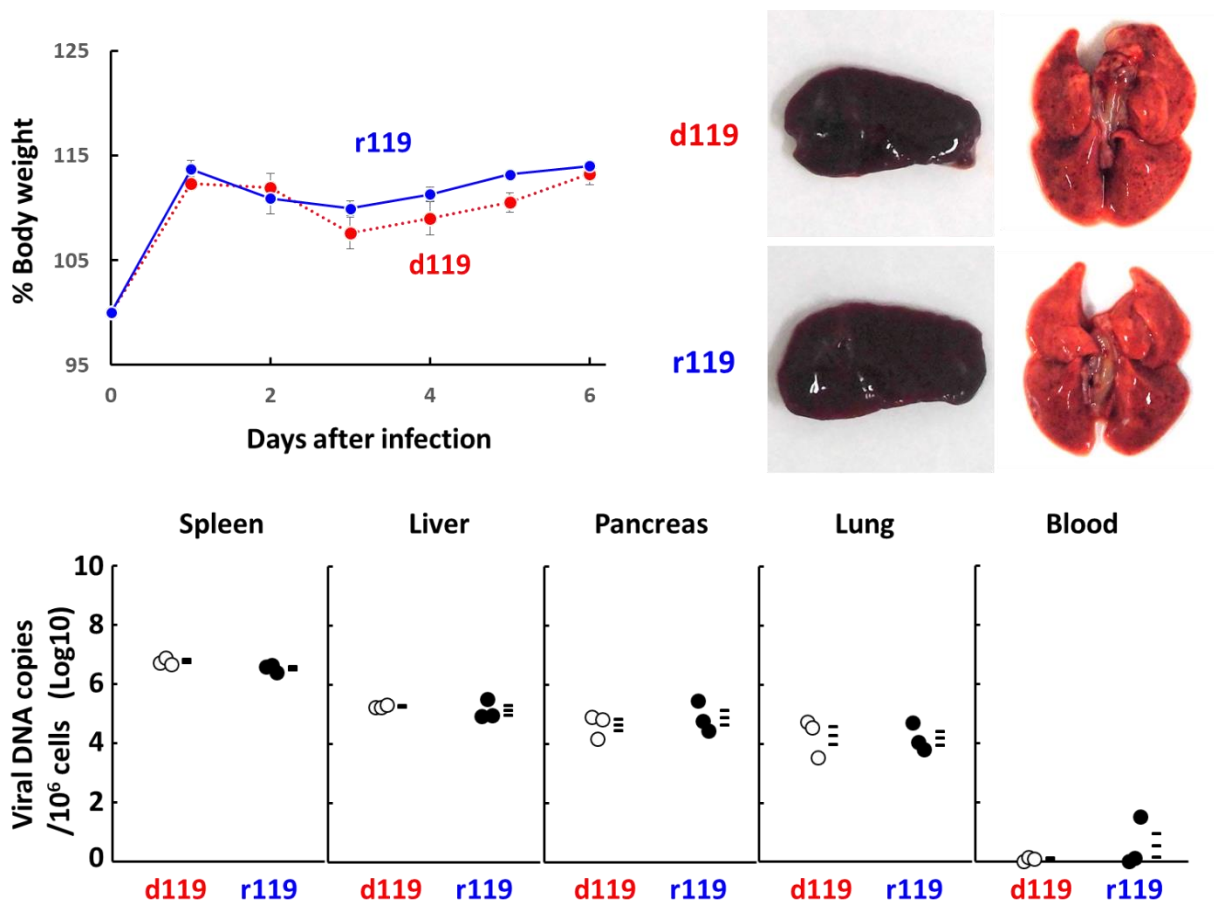 125
115
105
95
% Body weight
r119
d119
0
2
4
6
Days after infection
d119
r119
Spleen
Liver
Pancreas
Lung
Blood
Viral DNA copies
/10⁶ cells (Log10)
10
8
6
4
2
0
d119
r119
d119
r119
d119
r119
d119
r119
d119
r119